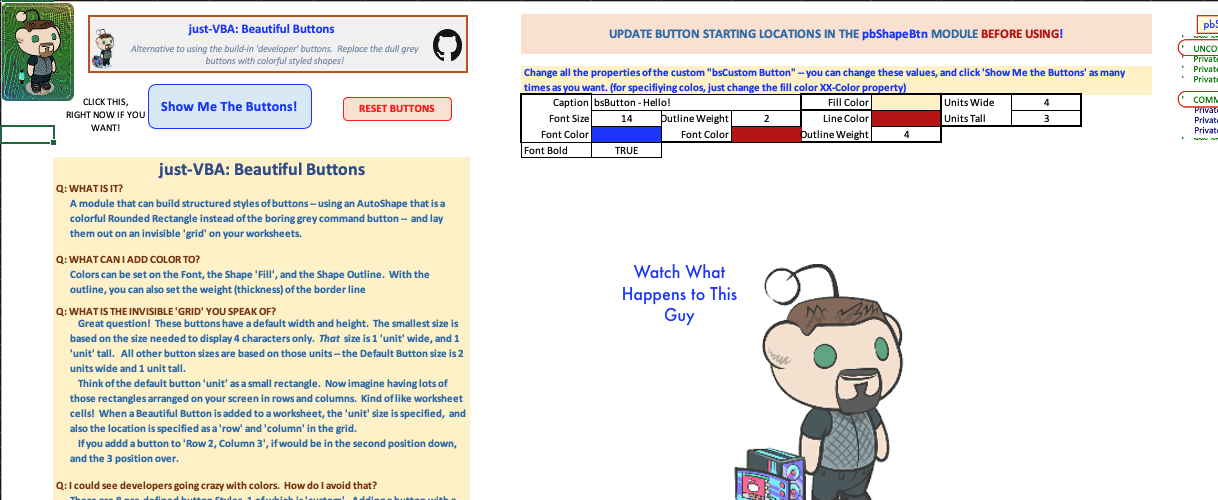 just-VBA: Beautiful Buttons
Alternative to using the build-in 'developer' buttons. Replace the dull grey
buttons with colorful styled shapes!
CLICK THIS,
RIGHT NOW IF YOU
WANT!
Show Me The Buttons!
RESET BUTTONS
just-VBA: Beautiful Buttons
Q: WHAT IS IT?
A module that can build structured styles of buttons -- using an AutoShape that is a
colorful Rounded Rectangle instead of the boring grey command button -- and lay
them out on an invisible 'grid' on your worksheets.
Q: WHAT CAN I ADD COLOR TO?
Colors can be set on the Font, the Shape 'Fill', and the Shape Outline. With the
outline, you can also set the weight (thickness) of the border line
Q: WHAT IS THE INVISIBLE 'GRID' YOU SPEAK OF?
Great question! These buttons have a default width and height. The smallest size is
based on the size needed to display 4 characters only. That size is 1 'unit' wide, and 1
'unit' tall. All other button sizes are based on those units -- the Default Button size is 2
units wide and 1 unit tall.
Think of the default button 'unit' as a small rectangle. Now imagine having lots of
those rectangles arranged on your screen in rows and columns. Kind of like worksheet
cells! When a Beautiful Button is added to a worksheet, the 'unit' size is specified, and
also the location is specified as a 'row' and 'column' in the grid.
If you addd a button to 'Row 2, Column 3', if would be in the second position down,
and the 3 position over.
Q: I could see developers going crazy with colors. How do I avoid that?
UPDATE BUTTON STARTING LOCATIONS IN THE pbShapeBtn MODULE BEFORE USING!
Change all the properties of the custom "bsCustom Button" -- you can change these values, and click 'Show Me the Buttons' as many
times as you want. (for specifiying colos, just change the fill color XX-Color property)
Caption bsButton - Hello! Fill Color Units Wide 4
Font Size 14 Outline Weight 2 Line Color Units Tall 3
Font Color Font Color Outline Weight 4
Font Bold TRUE
Watch What
Happens to This
Guy
pbS
' UNCO
Private
Private
Private
' COMM
Private
Private
Private